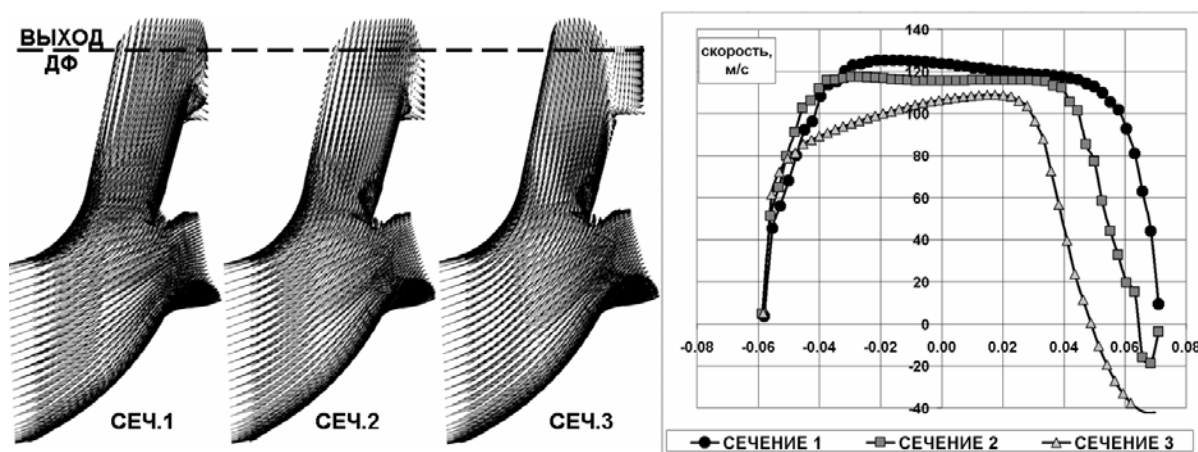 ВЫХОД
ДФ
СЕЧ.1
СЕЧ.2
СЕЧ.3
скорость,
м/с
140
120
100
80
60
40
20
0
-20
-40
-0.08 -0.06 -0.04 -0.02 0.00 0.02 0.04 0.06 0.08
СЕЧЕНИЕ 1 СЕЧЕНИЕ 2 СЕЧЕНИЕ 3